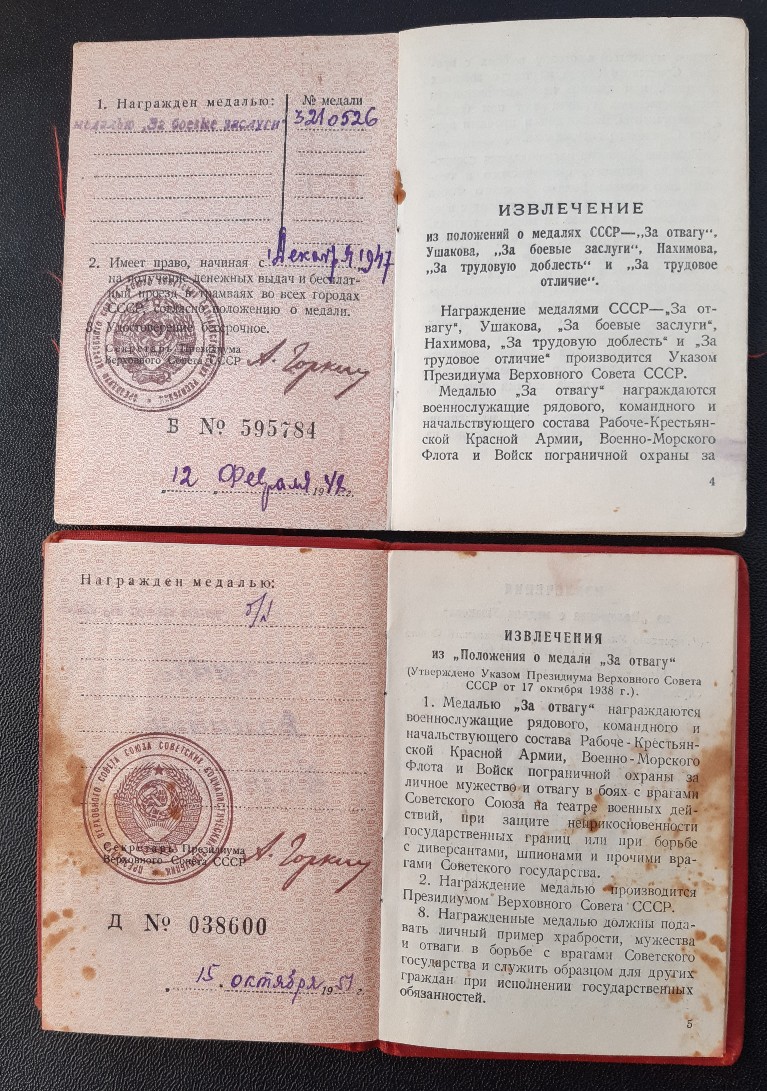 1. Награжден медалью:
№ медали
медалью „За боевые заслуги“
3210526
2. Имеет право, начиная с
1 Декабря 1947
на получение денежных выдач и бесплат-
ный проезд в трамваях во всех городах
СССР, согласно положению о медали.
Удостоверение бессрочное.
Секретарь Президиума
Верховного Совета СССР
А. Горкин
Б № 595784
„12„ Февраля 1948 г.
ИЗВЛЕЧЕНИЕ
из положений о медалях СССР—„За отвагу“,
Ушакова, „За боевые заслуги“, Нахимова,
„За трудовую доблесть“ и „За трудовое
отличие“.
Награждение медалями СССР—„За от-
вагу“, Ушакова, „За боевые заслуги“,
Нахимова, „За трудовую доблесть“ и „За
трудовое отличие“ производится Указом
Президиума Верховного Совета СССР.
Медалью „За отвагу“ награждаются
военнослужащие рядового, командного и
начальствующего состава Рабоче-Крестьян-
ской Красной Армии, Военно-Морского
Флота и Войск пограничной охраны за
4
Награжден медалью:
б/н
ВЕРХОВНОГО СОВЕТА СОЮЗА СОВЕТСКИХ СОЦИАЛИСТИЧЕСКИХ
Секретарь Президиума
Верховного Совета СССР
А. Горкин
Д № 038600
„15„ октября 1951 г.
ИЗВЛЕЧЕНИЯ
из „Положения о медали „За отвагу“
(Утверждено Указом Президиума Верховного Совета
СССР от 17 октября 1938 г.).
1. Медалью „За отвагу“ награждаются
военнослужащие рядового, командного и
начальствующего состава Рабоче-Крестьян-
ской Красной Армии, Военно-Морского
Флота и Войск пограничной охраны за
личное мужество и отвагу в боях с врагами
Советского Союза на театре военных дей-
ствий, при защите неприкосновенности
государственных границ или при борьбе
с диверсантами, шпионами и прочими вра-
гами Советского государства.
2. Награждение медалью производится
Президиумом Верховного Совета СССР.
8. Награжденные медалью должны пода-
вать личный пример храбрости, мужества
и отваги в борьбе с врагами Советского
государства и служить образцом для других
граждан при исполнении государственных
обязанностей.
5